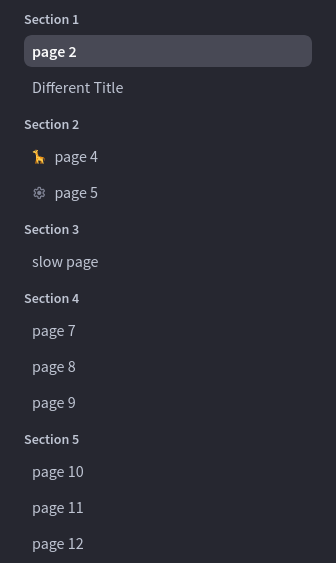 Section 1
page 2
Different Title
Section 2
page 4
page 5
Section 3
slow page
Section 4
page 7
page 8
page 9
Section 5
page 10
page 11
page 12